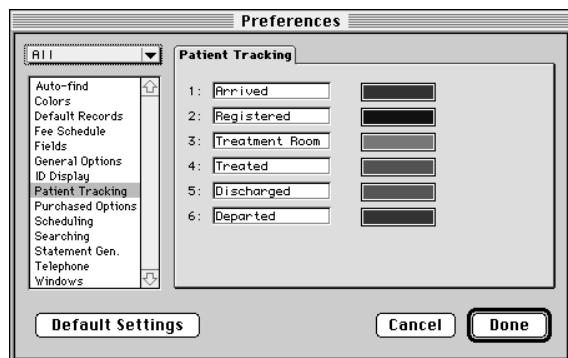 Preferences
All
Auto-find
Colors
Default Records
Fee Schedule
Fields
General Options
ID Display
Patient Tracking
Purchased Options
Scheduling
Searching
Statement Gen.
Telephone
Windows
Patient Tracking
1: Arrived
2: Registered
3: Treatment Room
4: Treated
5: Discharged
6: Departed
Default Settings
Cancel
Done